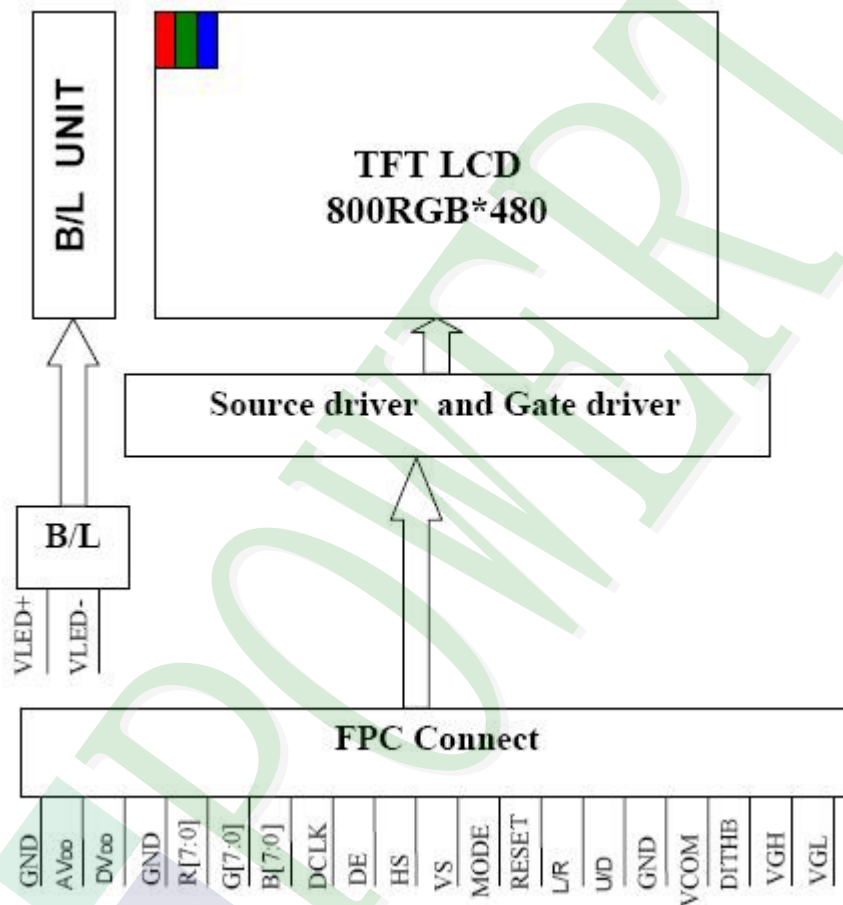 B/L UNIT
TFT LCD
800RGB*480
Source driver and Gate driver
B/L
VLED+
VLED-
FPC Connect
GND
AVDD
DVDD
GND
R[7:0]
G[7:0]
B[7:0]
DCLK
DE
HS
VS
MODE
RESET
L/R
U/D
GND
VCOM
DITHB
VGH
VGL
POWERT